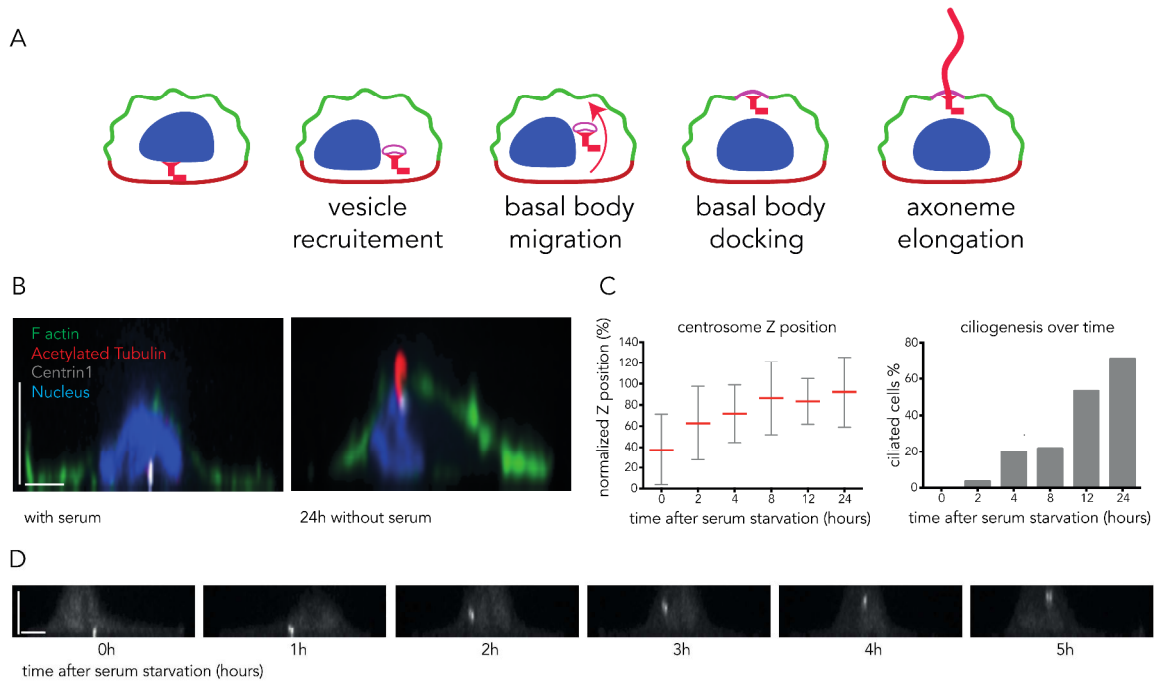 A
vesicle
recruitement
basal body
migration
basal body
docking
axoneme
elongation
B
F actin
Acetylated Tubulin
Centrin1
Nucleus
with serum
24h without serum
C
centrosome Z position
normalized Z position (%)
140
120
100
80
60
40
20
0
0 2 4 8 12 24
time after serum starvation (hours)
ciliogenesis over time
ciliated cells %
80
60
40
20
0
0 2 4 8 12 24
time after serum starvation (hours)
D
0h 1h 2h 3h 4h 5h
time after serum starvation (hours)